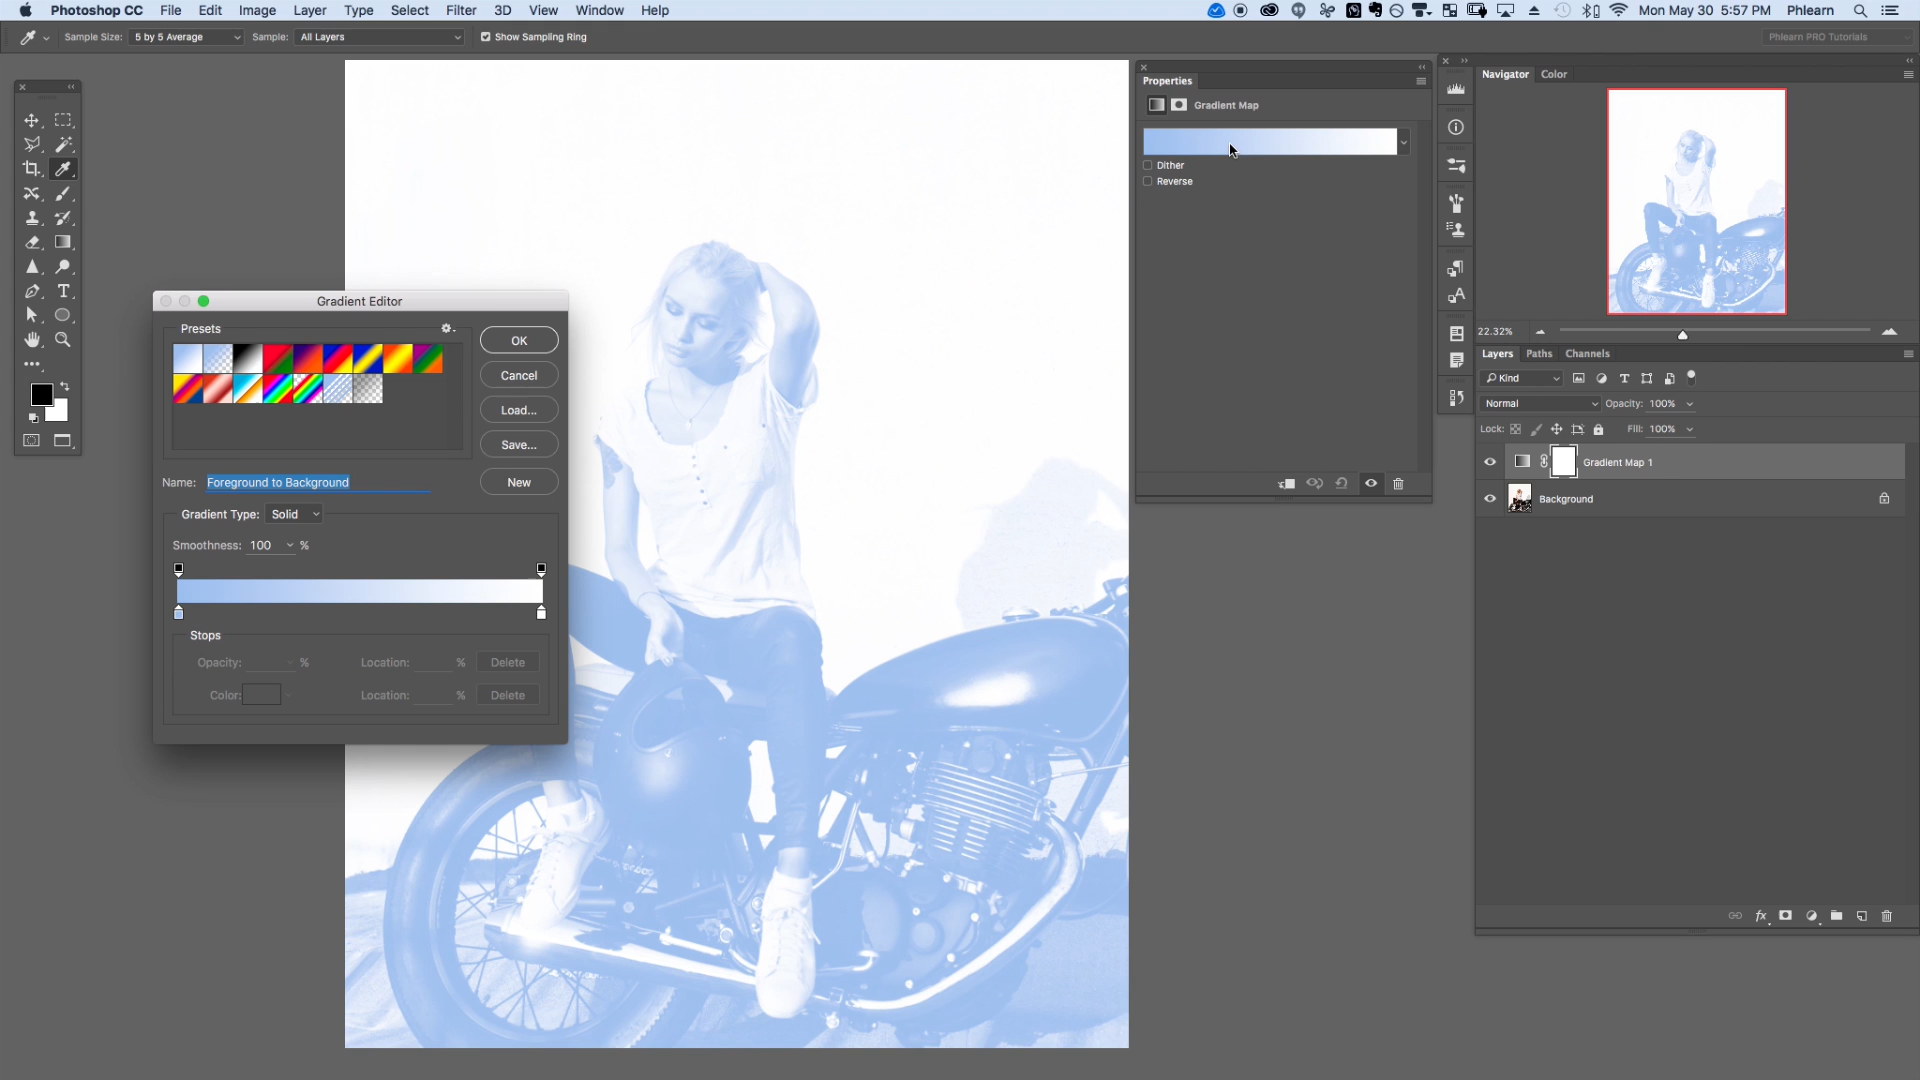 Photoshop CC File Edit Image Layer Type Select Filter 3D View Window Help Mon May 30 5:57 PM Phlearn
Sample Size: 5 by 5 Average Sample: All Layers Show Sampling Ring Phlearn PRO Tutorials
Properties
Gradient Map
Dither
Reverse
Navigator Color
22.32%
Layers Paths Channels
Kind
Normal Opacity: 100%
Lock: Fill: 100%
Gradient Map 1
Background
Gradient Editor
Presets
OK
Cancel
Load...
Save...
Name: Foreground to Background New
Gradient Type: Solid
Smoothness: 100 %
Stops
Opacity: % Location: % Delete
Color: Location: % Delete